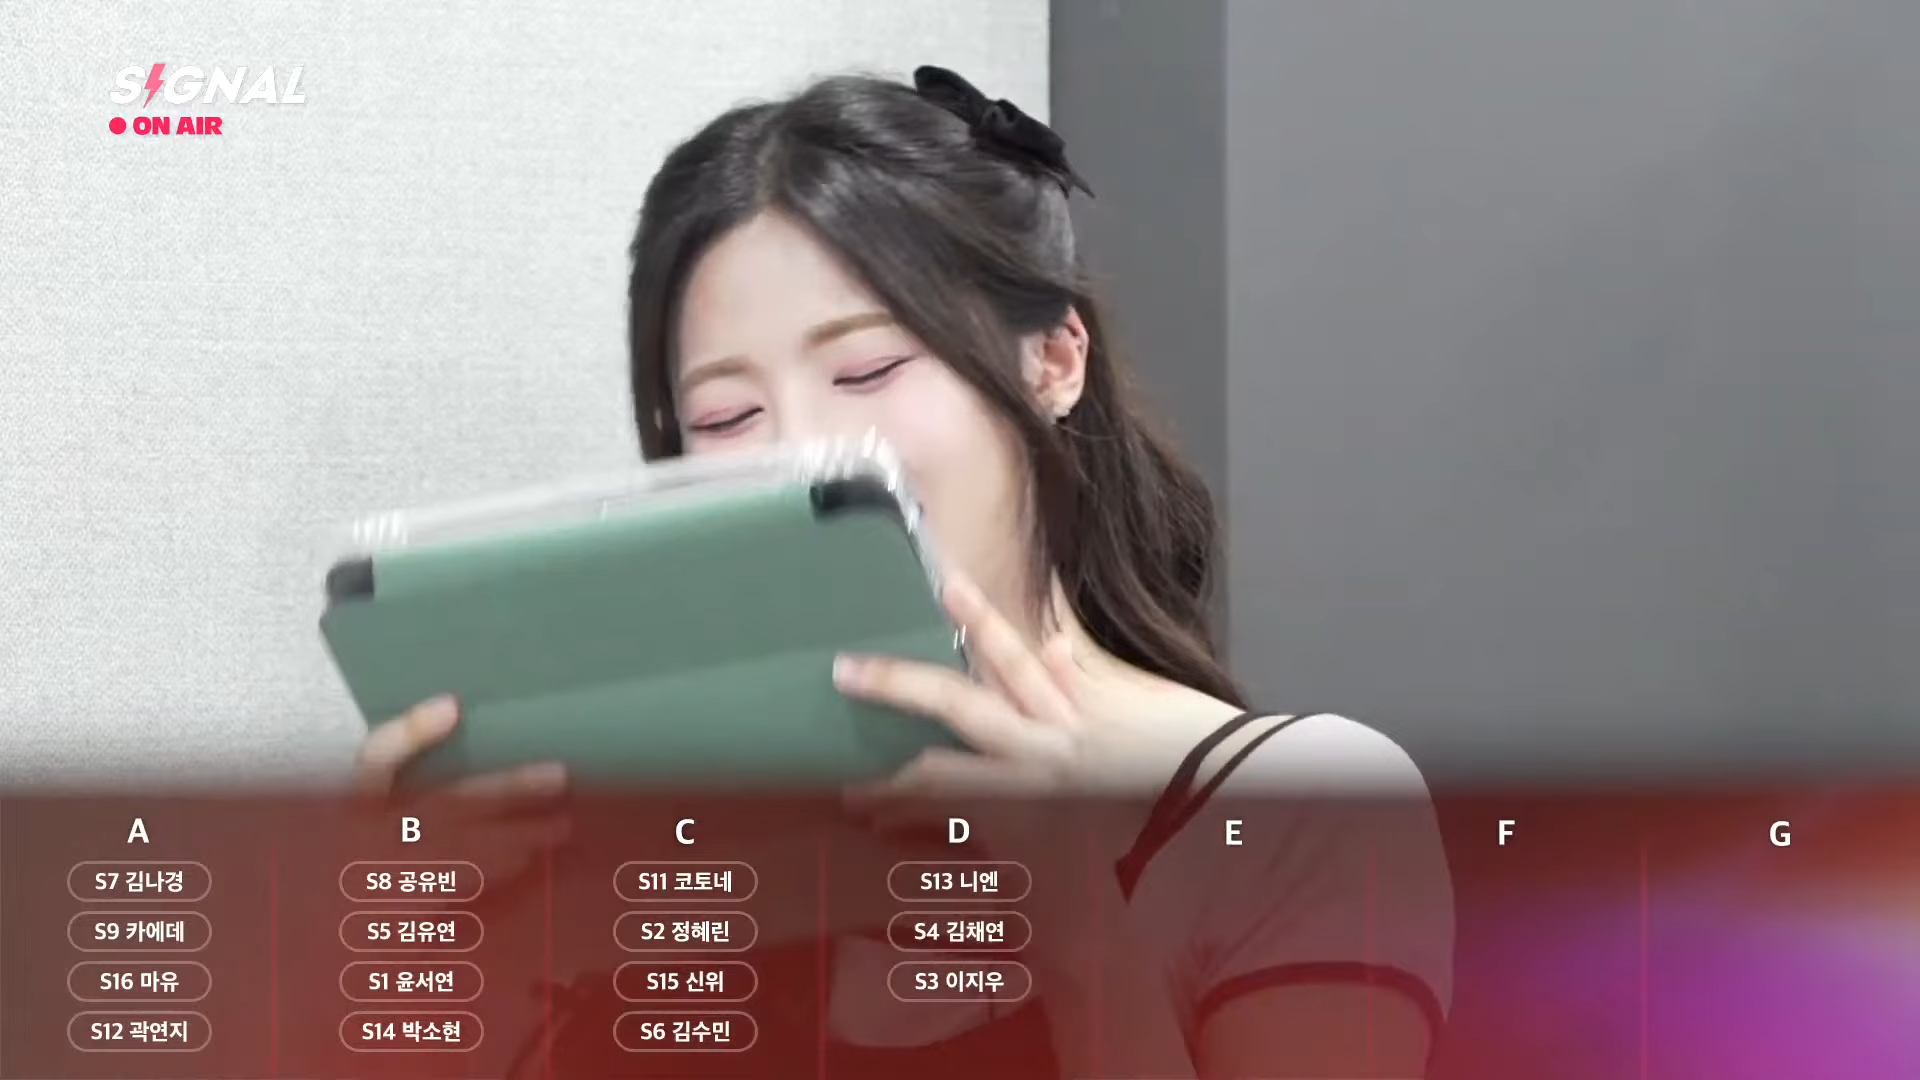 SIGNAL
ON AIR
A
S7 김나경
S9 카에데
S16 마유
S12 곽연지
B
S8 공유빈
S5 김유연
S1 윤서연
S14 박소현
C
S11 코토네
S2 정혜린
S15 신위
S6 김수민
D
S13 니엔
S4 김채연
S3 이지우
E
F
G